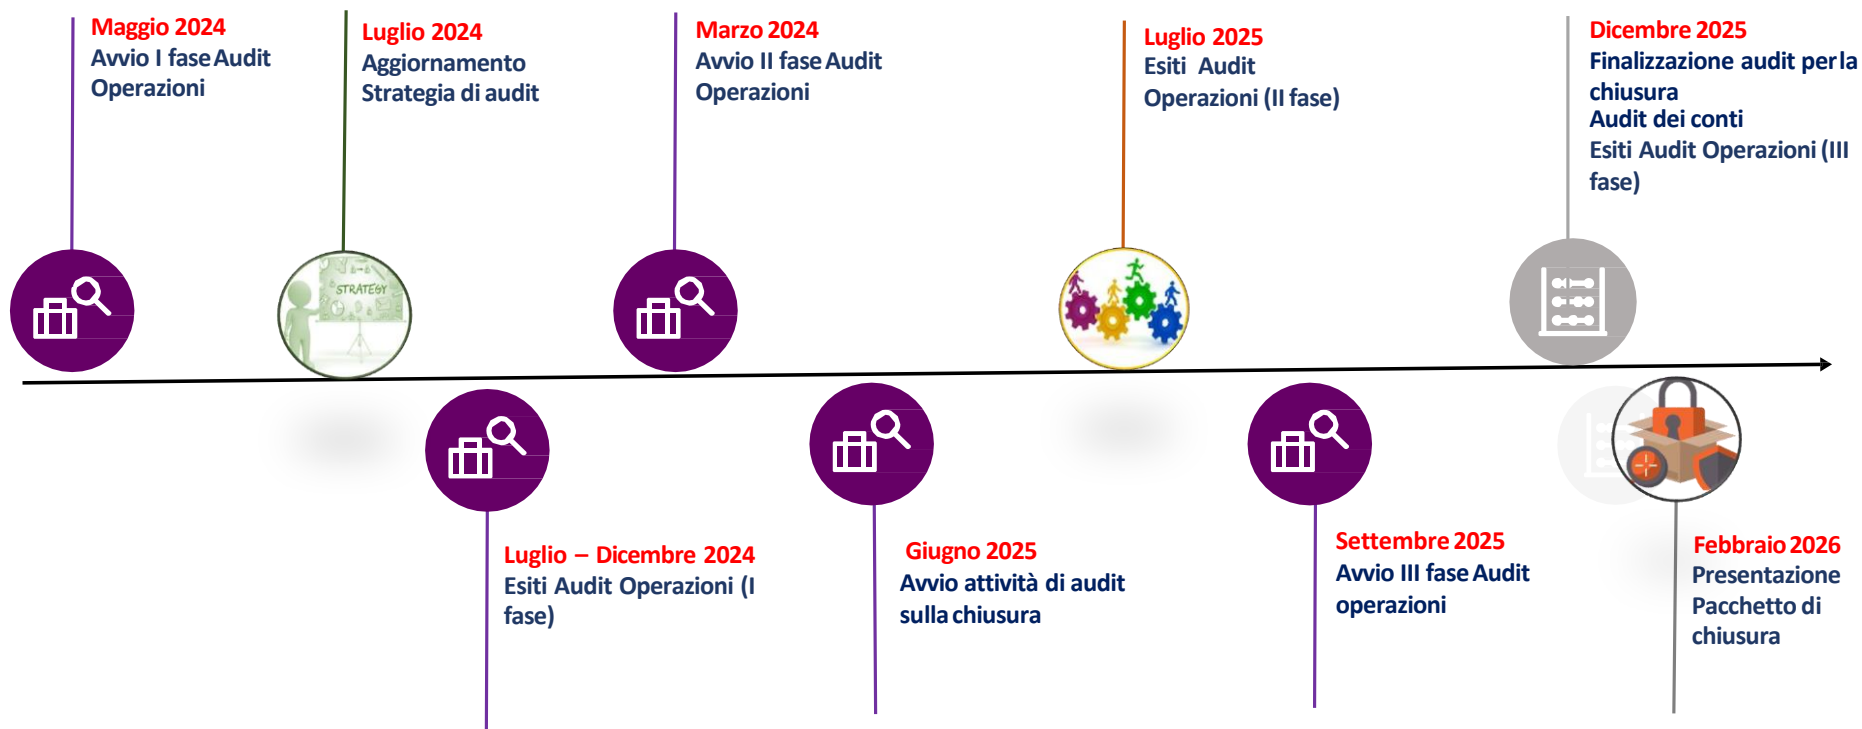 Maggio 2024
Avvio I fase Audit
Operazioni
Luglio 2024
Aggiornamento
Strategia di audit
Marzo 2024
Avvio II fase Audit
Operazioni
Luglio 2025
Esiti Audit
Operazioni (II fase)
Dicembre 2025
Finalizzazione audit per la
chiusura
Audit dei conti
Esiti Audit Operazioni (III
fase)
STRATEGY
Luglio – Dicembre 2024
Esiti Audit Operazioni (I
fase)
Giugno 2025
Avvio attività di audit
sulla chiusura
Settembre 2025
Avvio III fase Audit
operazioni
Febbraio 2026
Presentazione
Pacchetto di
chiusura